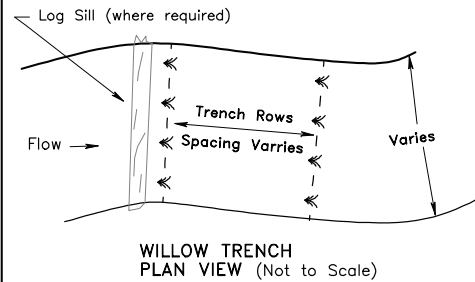 Log Sill (where required)
Trench Rows
Spacing Varries
Flow
Varies
WILLOW TRENCH
PLAN VIEW (Not to Scale)